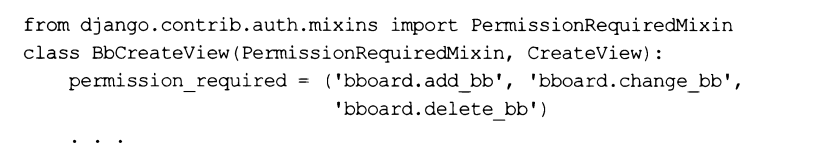 from django.contrib.auth.mixins import PermissionRequiredMixin
class BbCreateView(PermissionRequiredMixin, CreateView):
    permission_required = ('bboard.add_bb', 'bboard.change_bb',
                           'bboard.delete_bb')
    . . .